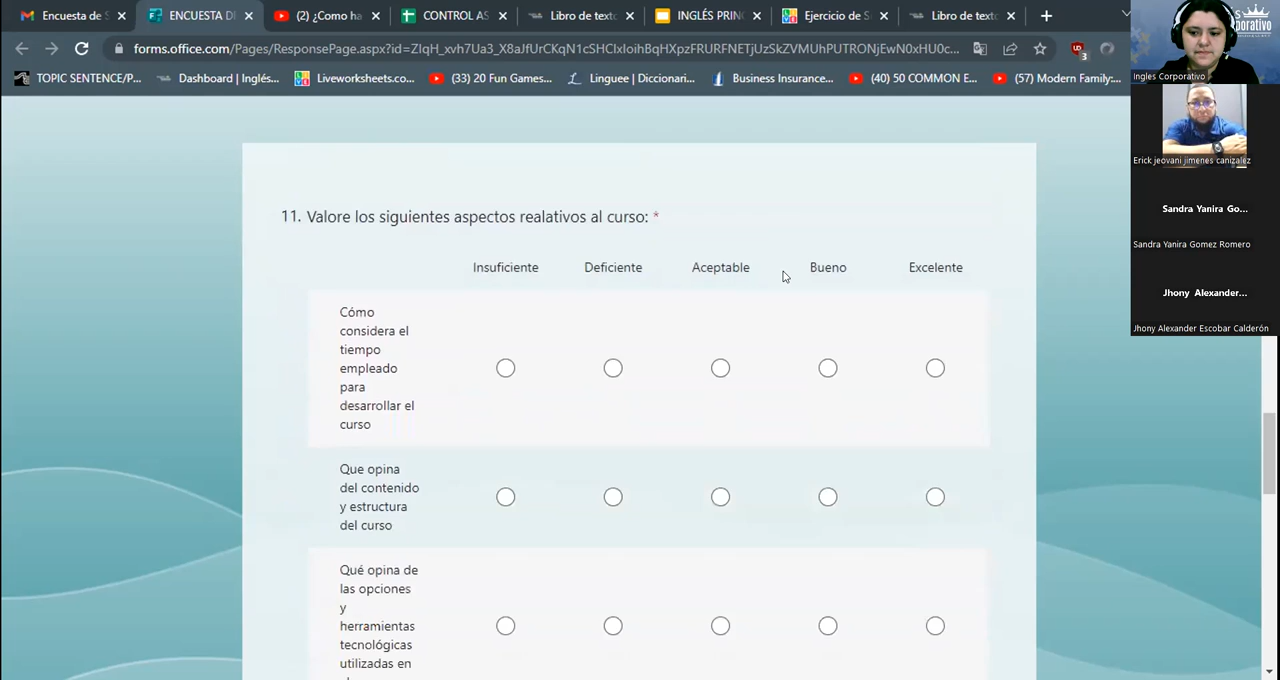 Encuesta de S
ENCUESTA DI
(2) ¿Como ha
CONTROL AS
Libro de texto
INGLÉS PRIN
Ejercicio de S
Libro de texto
forms.office.com/Pages/ResponsePage.aspx?id=ZIqH_xvh7Ua3_X8aJfUrCKqN1cSHClxIoihBqHXpzFRURFNETjUzSkZVMUhPUTRONjEwN0xHU0c...
3
TOPIC SENTENCE/P...
Dashboard | Inglés...
Liveworksheets.co...
(33) 20 Fun Games...
Linguee | Diccionari...
Business Insurance...
(40) 50 COMMON E...
(57) Modern Family:...
Ingles Corporativo
Erick jeovani jimenes canizalez
Sandra Yanira Go...
Sandra Yanira Gomez Romero
Jhony Alexander...
Jhony Alexander Escobar Calderón
11. Valore los siguientes aspectos realativos al curso: *
Insuficiente
Deficiente
Aceptable
Bueno
Excelente
Cómo
considera el
tiempo
empleado
para
desarrollar el
curso
Que opina
del contenido
y estructura
del curso
Qué opina de
las opciones
y
herramientas
tecnológicas
utilizadas en